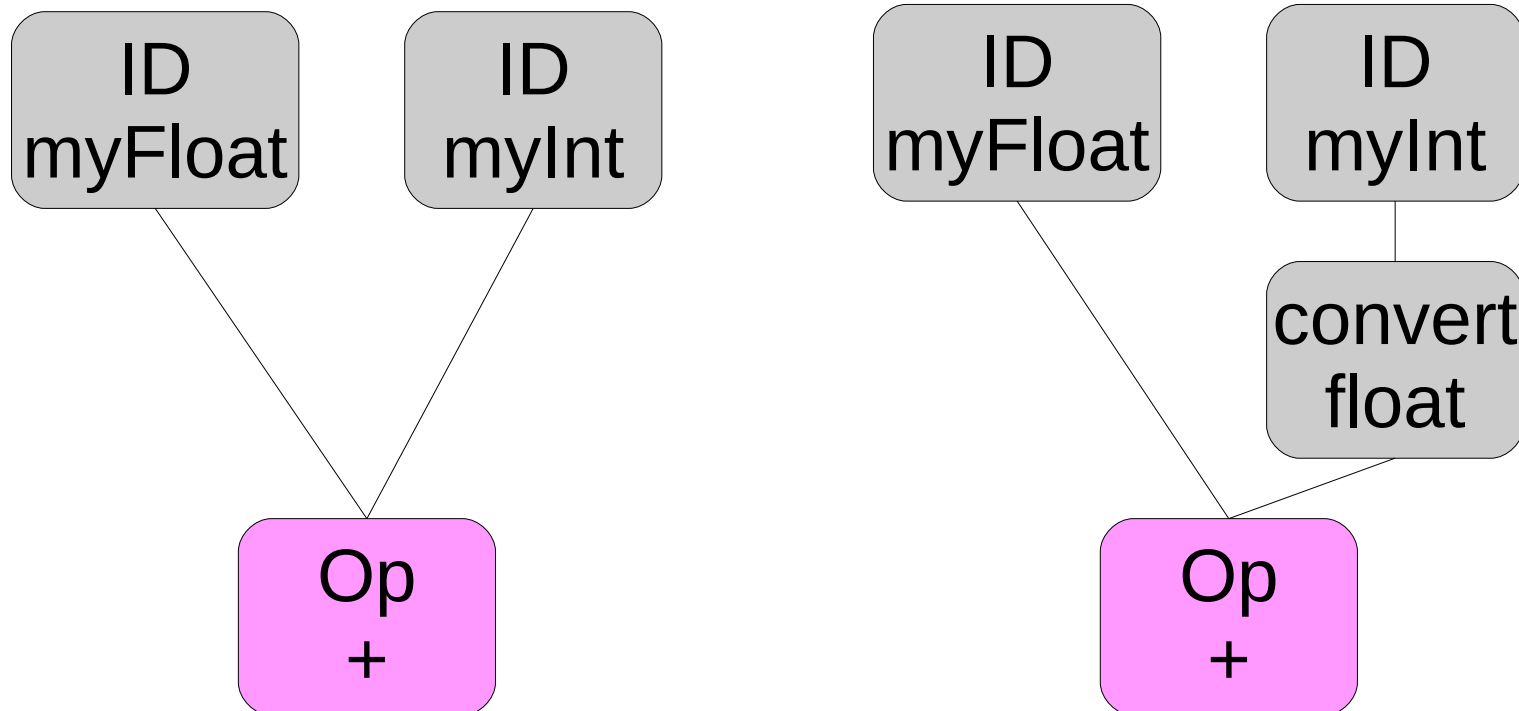 ID
myFloat
ID
myInt
Op
+
ID
myFloat
ID
myInt
convert
float
Op
+